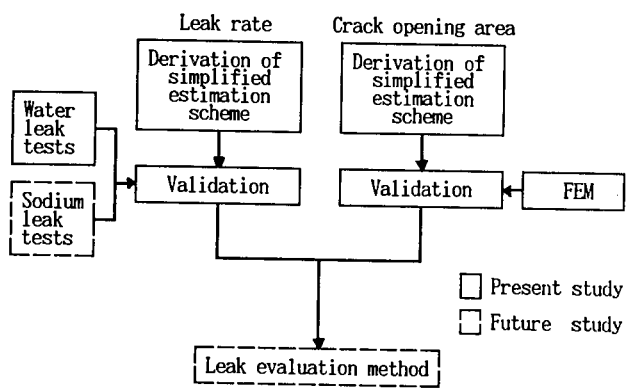 Leak rate
Crack opening area
Derivation of
simplified
estimation
scheme
Derivation of
simplified
estimation
scheme
Water
leak
tests
Sodium
leak
tests
Validation
Validation
FEM
Present study
Future study
Leak evaluation method